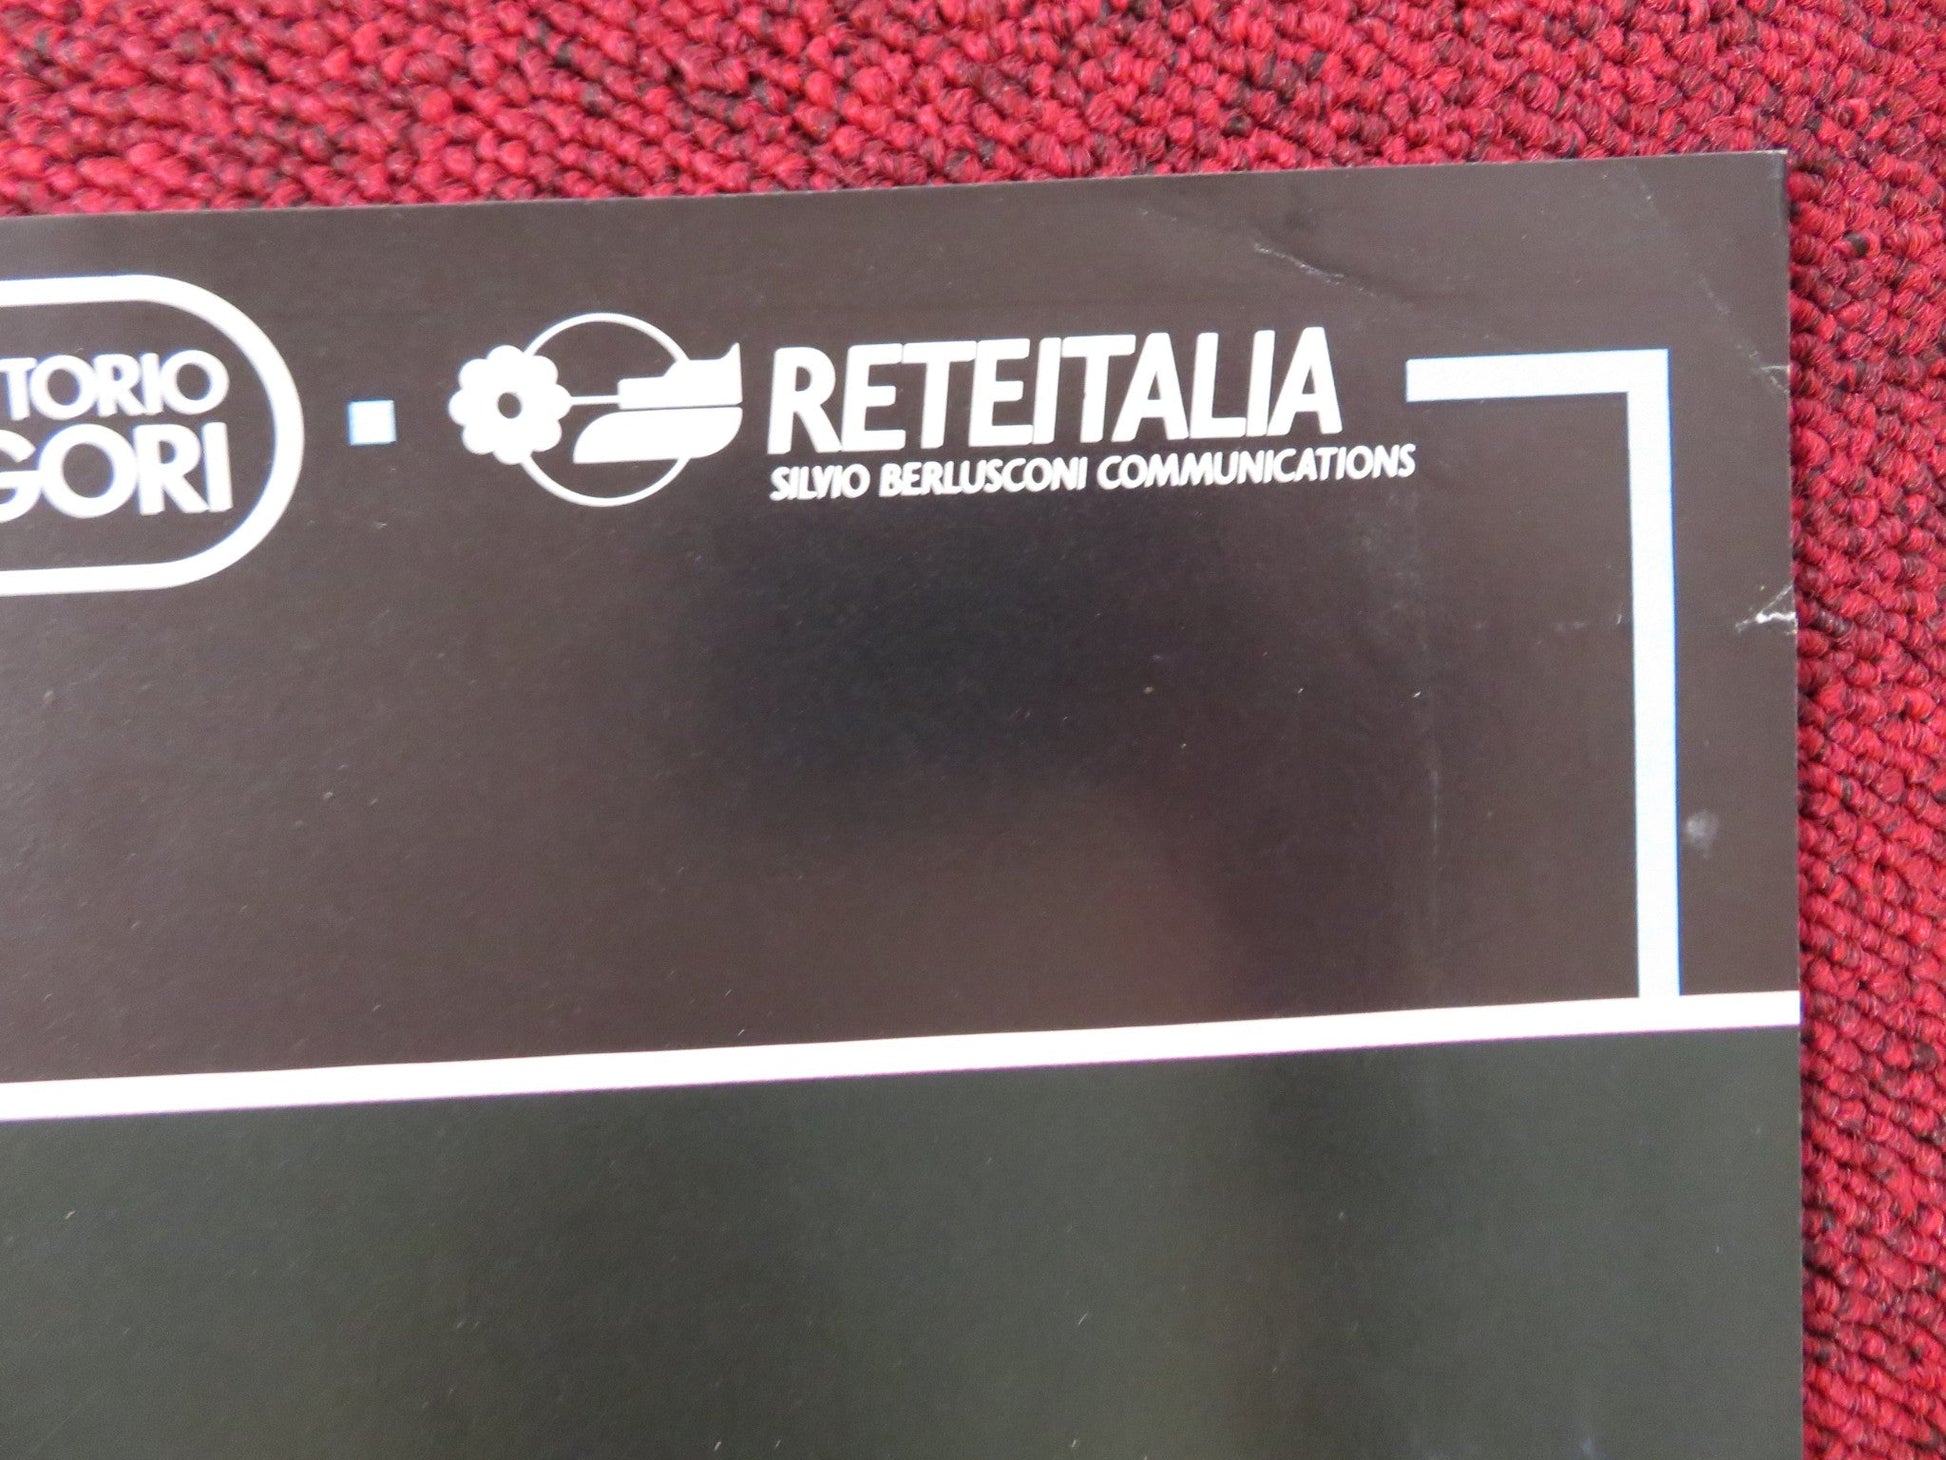 TORIO
GORI
RETEITALIA
SILVIO BERLUSCONI COMMUNICATIONS